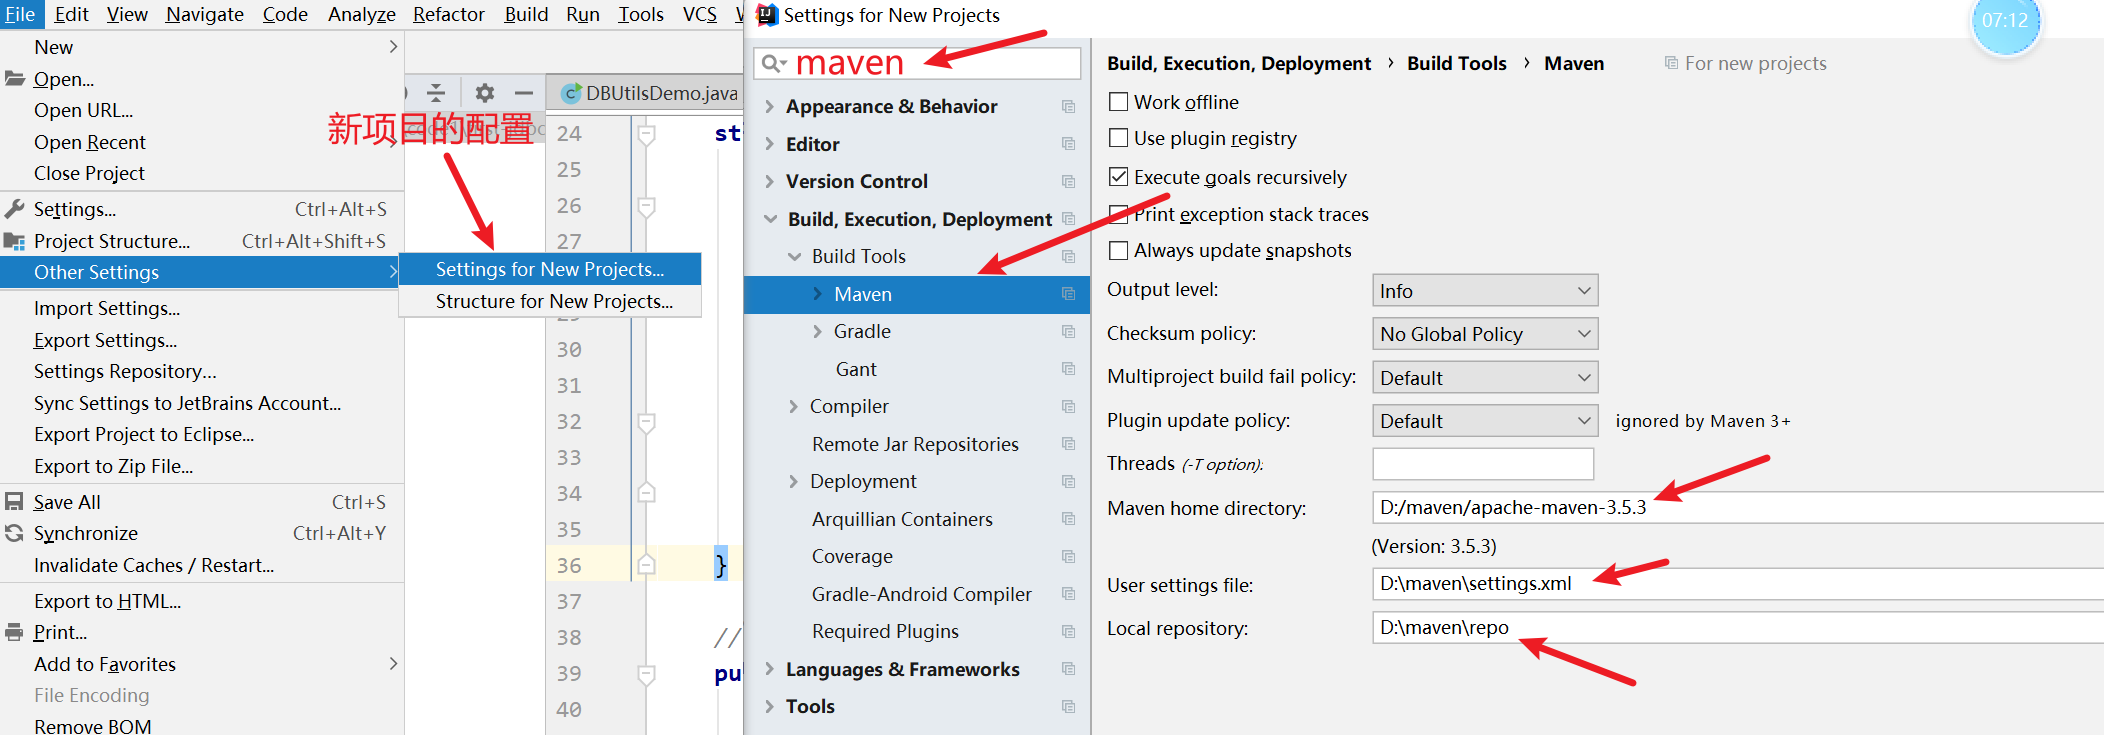 File Edit View Navigate Code Analyze Refactor Build Run Tools VCS
New
Open...
Open URL...
Open Recent
Close Project
Settings... Ctrl+Alt+S
Project Structure... Ctrl+Alt+Shift+S
Other Settings
Import Settings...
Export Settings...
Settings Repository...
Sync Settings to JetBrains Account...
Export Project to Eclipse...
Export to Zip File...
Save All Ctrl+S
Synchronize Ctrl+Alt+Y
Invalidate Caches / Restart...
Export to HTML...
Print...
Add to Favorites
File Encoding
Remove BOM
新项目的配置
Settings for New Projects...
Structure for New Projects...
DBUtilsDemo.java
24 st
25
26
27
30
31
32
33
34
35
36 }
37
38 //
39 pu
40
Settings for New Projects
07:12
maven
Appearance & Behavior
Editor
Version Control
Build, Execution, Deployment
Build Tools
Maven
Gradle
Gant
Compiler
Remote Jar Repositories
Deployment
Arquillian Containers
Coverage
Gradle-Android Compiler
Required Plugins
Languages & Frameworks
Tools
Build, Execution, Deployment › Build Tools › Maven For new projects
Work offline
Use plugin registry
Execute goals recursively
Print exception stack traces
Always update snapshots
Output level: Info
Checksum policy: No Global Policy
Multiproject build fail policy: Default
Plugin update policy: Default ignored by Maven 3+
Threads (-T option):
Maven home directory: D:/maven/apache-maven-3.5.3
(Version: 3.5.3)
User settings file: D:\maven\settings.xml
Local repository: D:\maven\repo